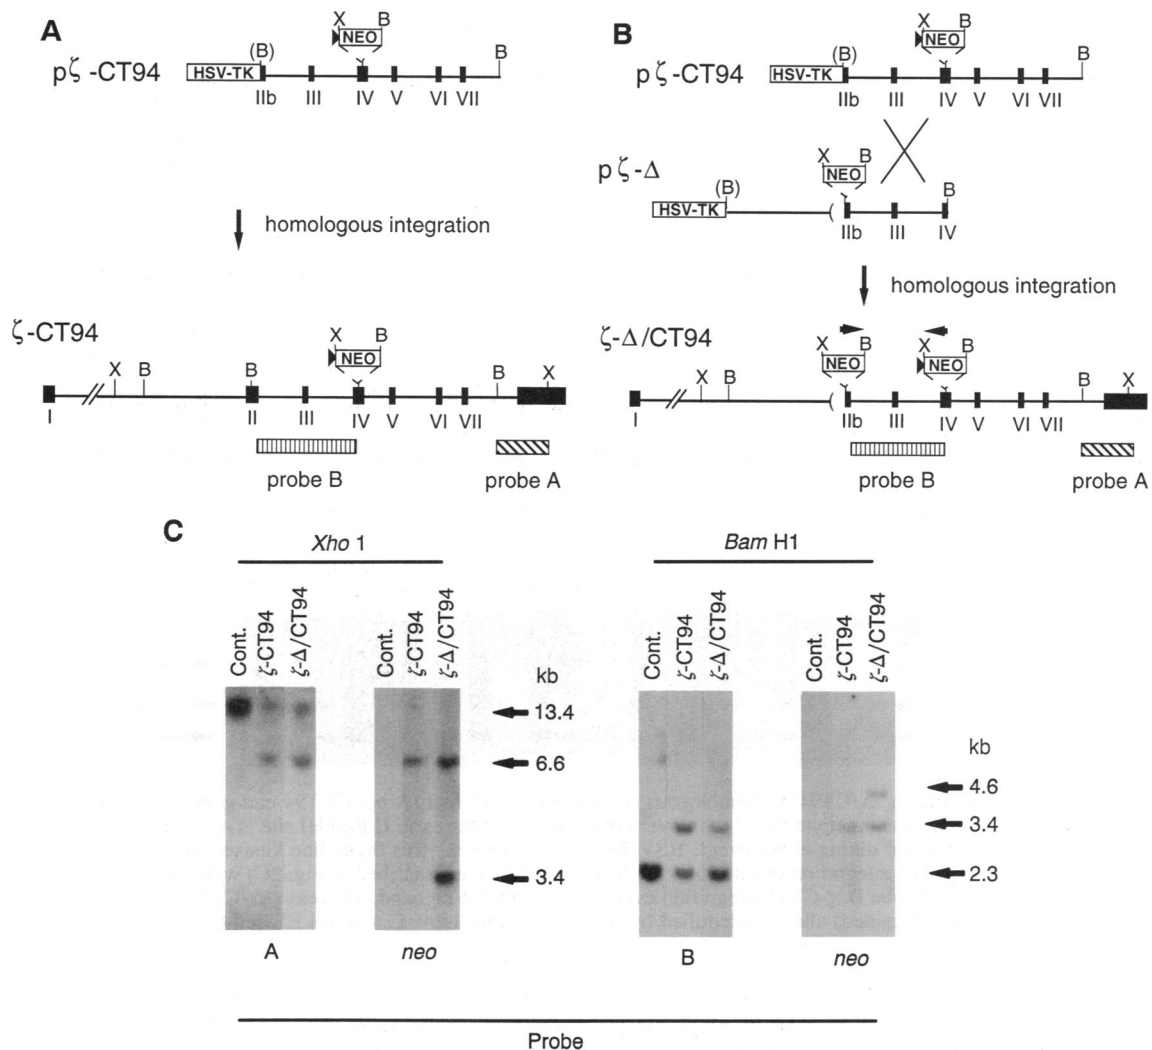 A
X B
NEO
(B) B
pζ-CT94
HSV-TK
IIb III IV V VI VII
homologous integration
ζ-CT94
X B
NEO
X B B B X
I II III IV V VI VII
probe B probe A
B
X B
NEO
(B) B
pζ-CT94
HSV-TK
IIb III IV V VI VII
pζ-Δ
X B
NEO
(B) B
HSV-TK
IIb III IV
homologous integration
ζ-Δ/CT94
X B X B
NEO NEO
X B B X
I IIb III IV V VI VII
probe B probe A
C
Xho 1
Cont. ζ-CT94 ζ-Δ/CT94
Cont. ζ-CT94 ζ-Δ/CT94
kb
13.4
6.6
3.4
A neo
Bam H1
Cont. ζ-CT94 ζ-Δ/CT94
Cont. ζ-CT94 ζ-Δ/CT94
kb
4.6
3.4
2.3
B neo
Probe